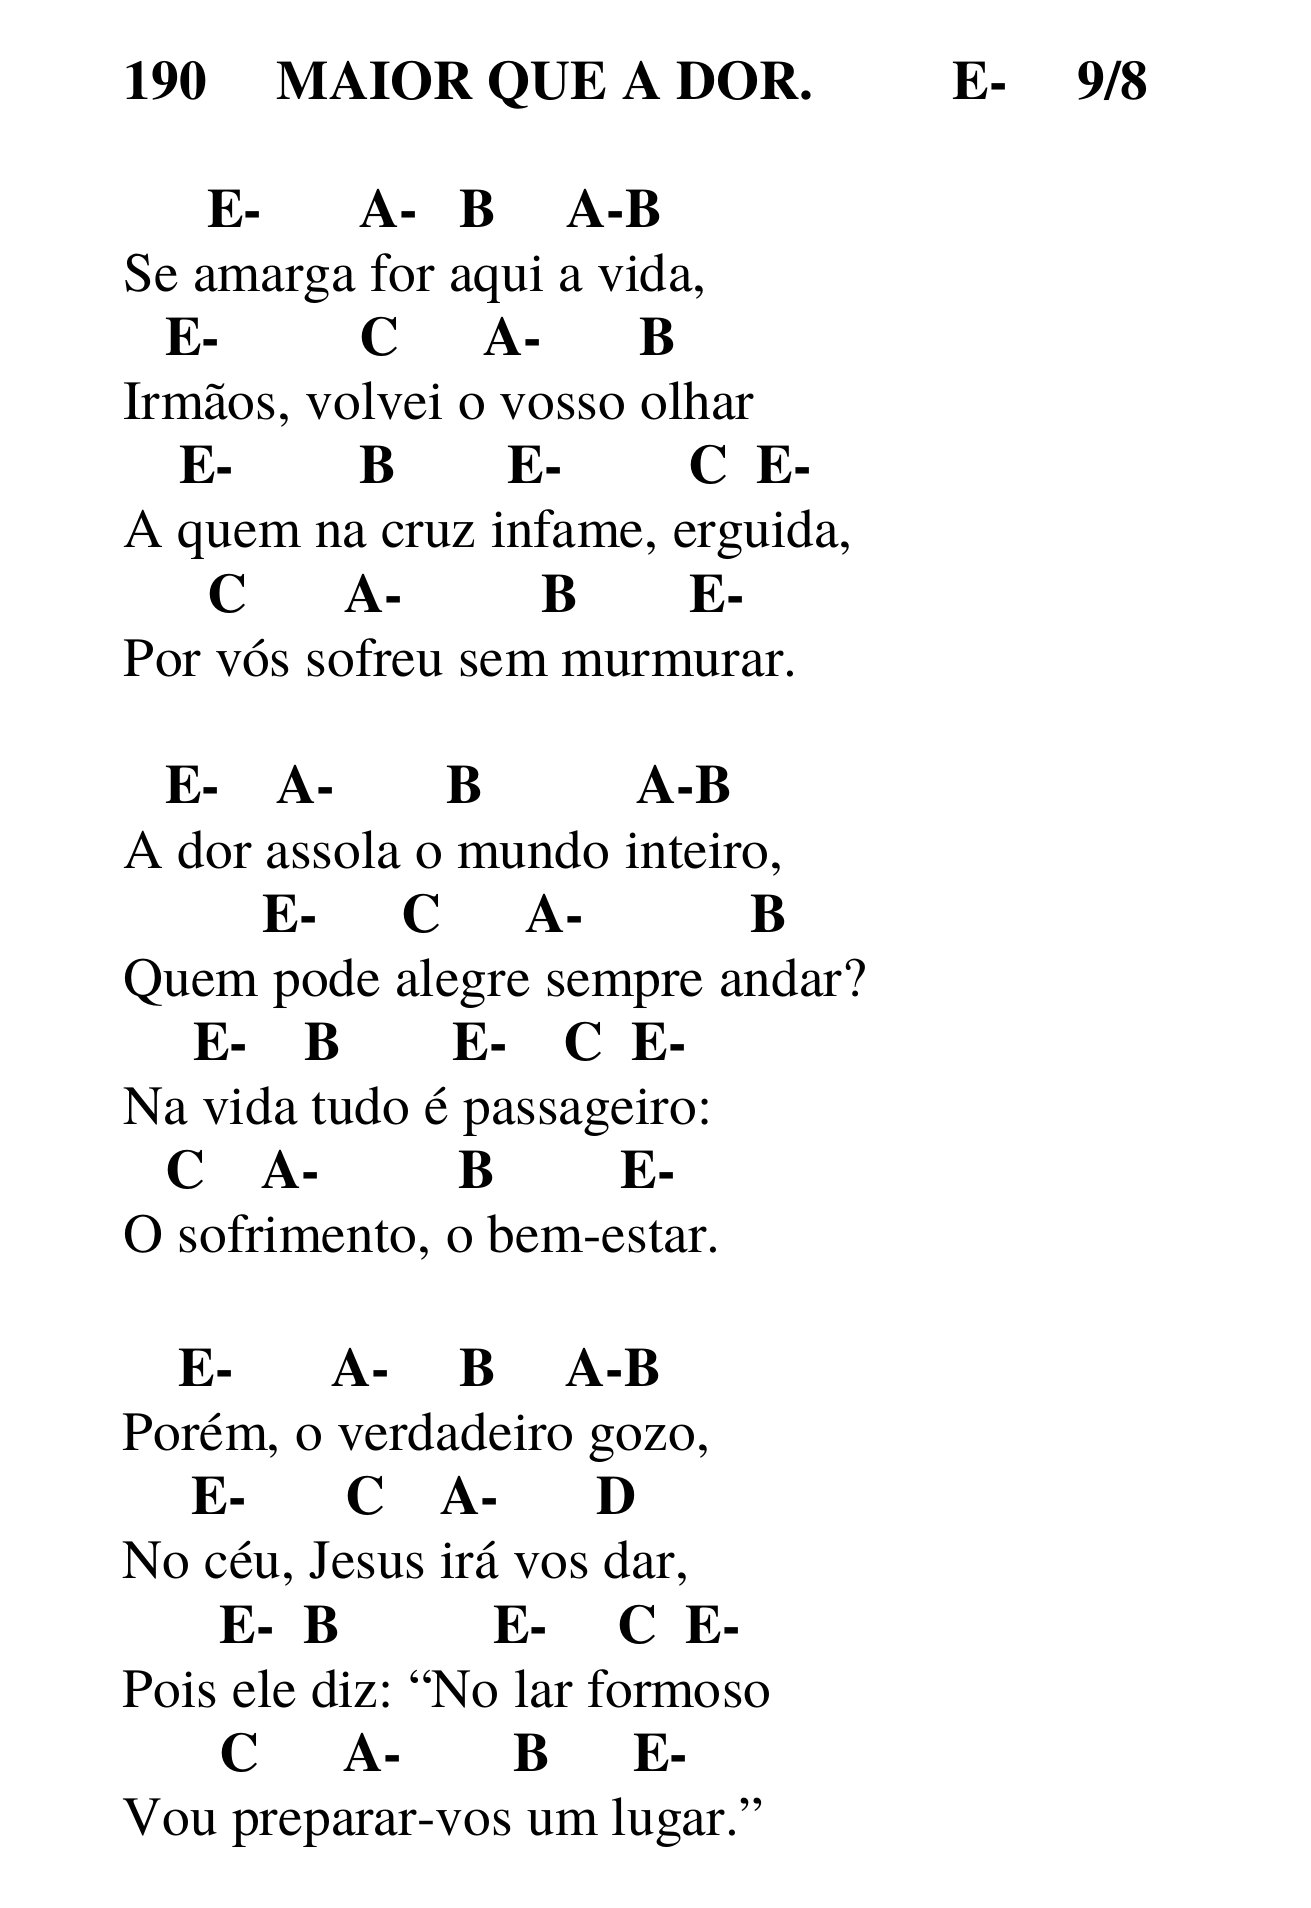 190 MAIOR QUE A DOR. E- 9/8
E- A- B A-B
Se amarga for aqui a vida,
E- C A- B
Irmãos, volvei o vosso olhar
E- B E- C E-
A quem na cruz infame, erguida,
C A- B E-
Por vós sofreu sem murmurar.
E- A- B A-B
A dor assola o mundo inteiro,
E- C A- B
Quem pode alegre sempre andar?
E- B E- C E-
Na vida tudo é passageiro:
C A- B E-
O sofrimento, o bem-estar.
E- A- B A-B
Porém, o verdadeiro gozo,
E- C A- D
No céu, Jesus irá vos dar,
E- B E- C E-
Pois ele diz: “No lar formoso
C A- B E-
Vou preparar-vos um lugar.”